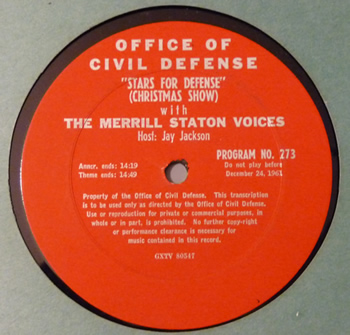 OFFICE OF
CIVIL DEFENSE
"STARS FOR DEFENSE"
(CHRISTMAS SHOW)
with
THE MERRILL STATON VOICES
Host: Jay Jackson
PROGRAM NO. 273
Anncr. ends: 14:19
Theme ends: 14:49
Do not play before
December 24, 1961
Property of the Office of Civil Defense. This transcription
is to be used only as directed by the Office of Civil Defense.
Use or reproduction for private or commercial purposes, in
whole or in part, is prohibited. No further copy-right
or performance clearance is necessary for
music contained in this record.
GXTV 80347